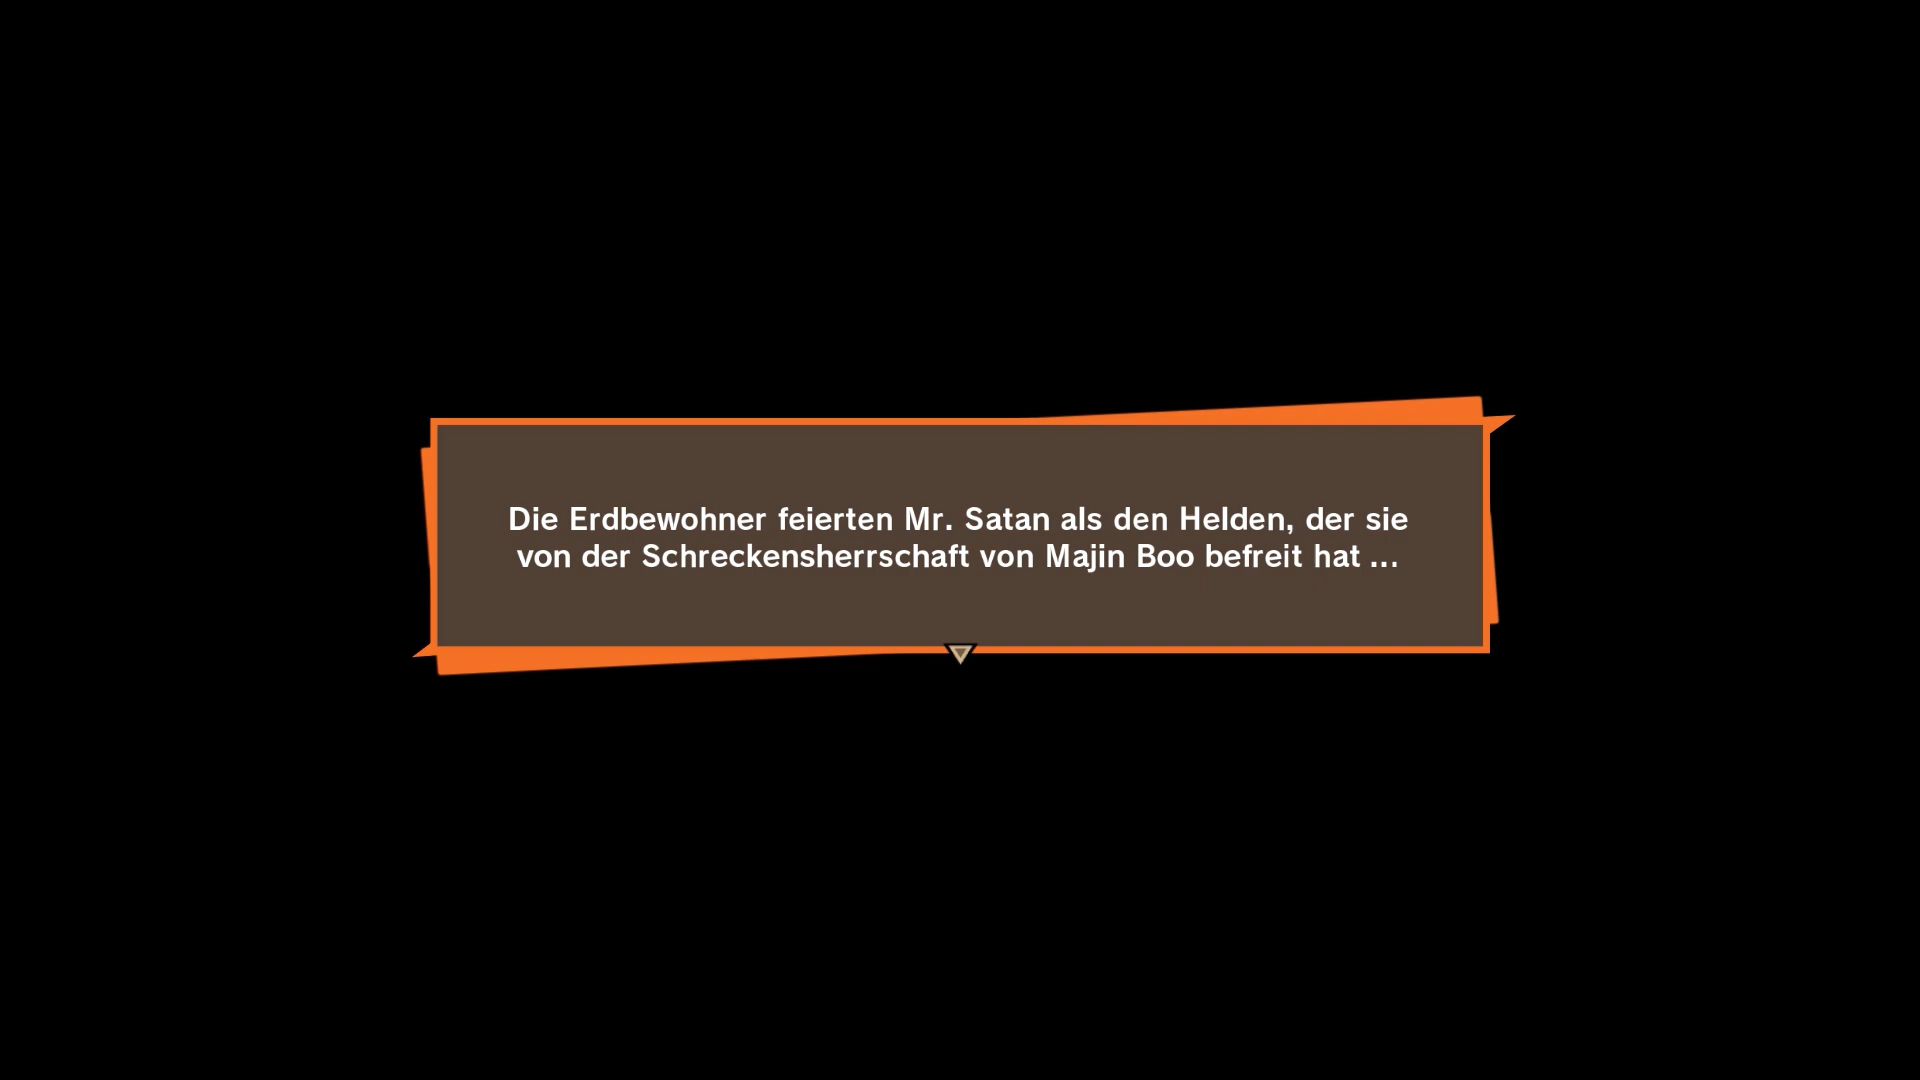 Die Erdbewohner feierten Mr. Satan als den Helden, der sie
von der Schreckensherrschaft von Majin Boo befreit hat ...